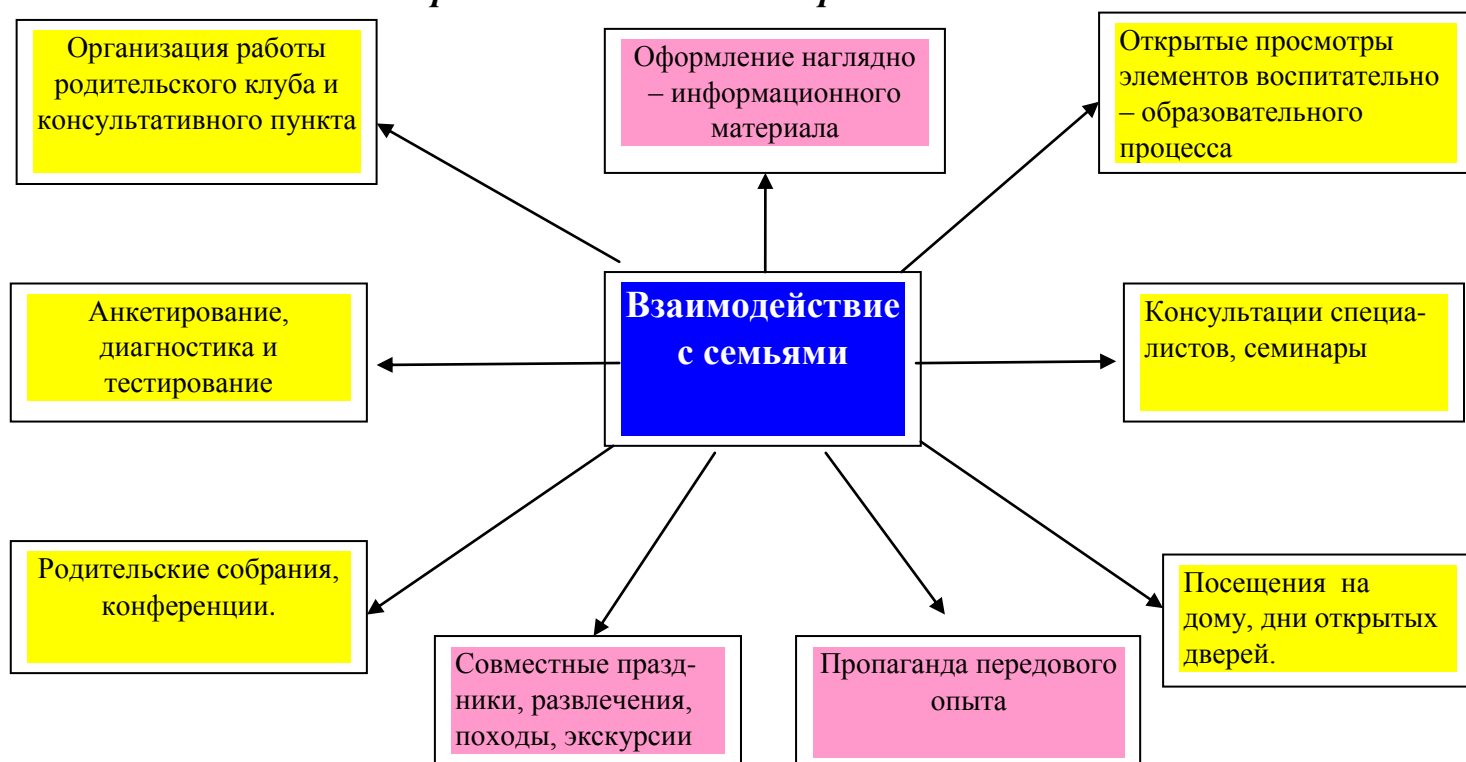 Организация работы
родительского клуба и
консультативного пункта
Оформление наглядно
– информационного
материала
Открытые просмотры
элементов воспитательно
– образовательного
процесса
Анкетирование,
диагностика и
тестирование
Взаимодействие
с семьями
Консультации специа-
листов, семинары
Родительские собрания,
конференции.
Совместные празд-
ники, развлечения,
походы, экскурсии
Пропаганда передового
опыта
Посещения на
дому, дни открытых
дверей.